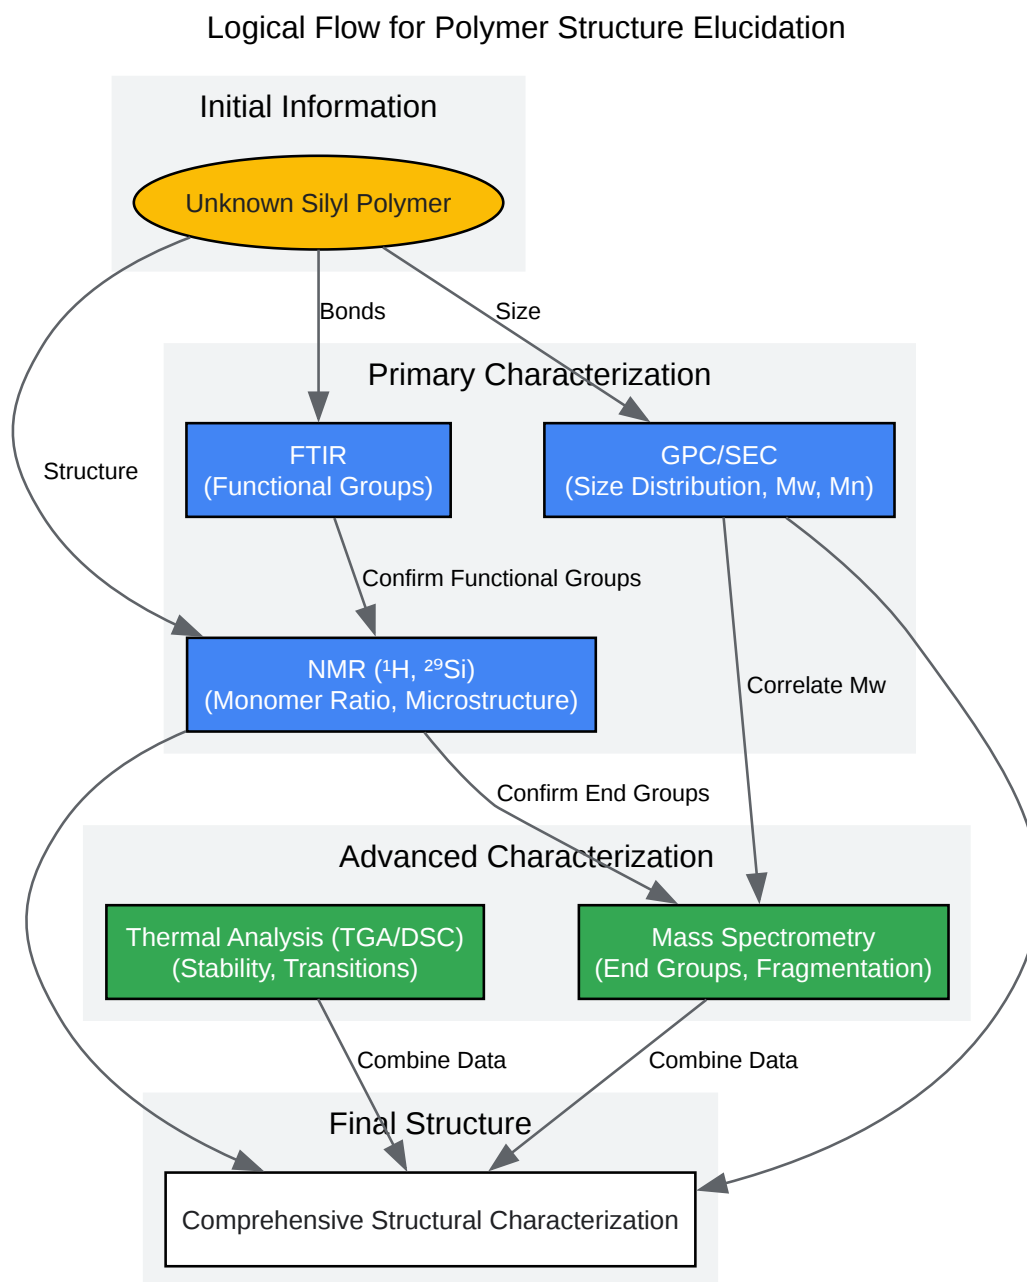 Logical Flow for Polymer Structure Elucidation
Initial Information
Unknown Silyl Polymer
Bonds
Size
Primary Characterization
FTIR
(Functional Groups)
GPC/SEC
(Size Distribution, Mw, Mn)
Structure
Confirm Functional Groups
NMR (¹H, ²⁹Si)
(Monomer Ratio, Microstructure)
Correlate Mw
Confirm End Groups
Advanced Characterization
Thermal Analysis (TGA/DSC)
(Stability, Transitions)
Mass Spectrometry
(End Groups, Fragmentation)
Combine Data
Combine Data
Final Structure
Comprehensive Structural Characterization